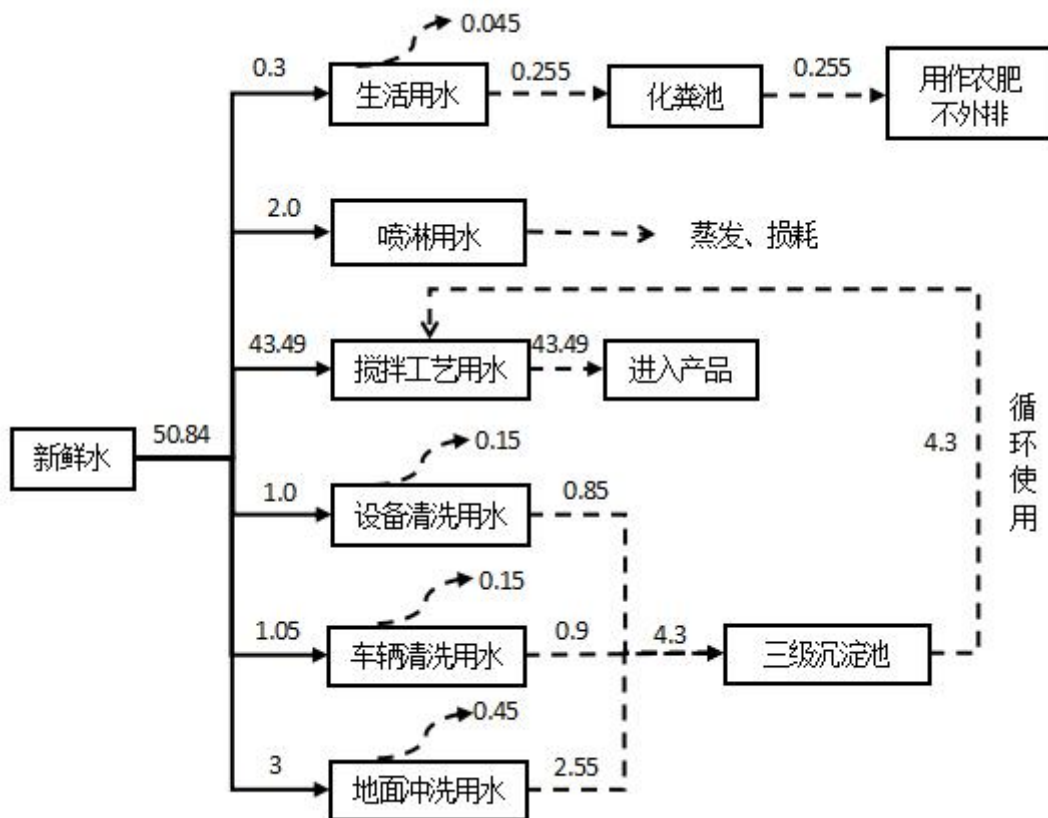 0.045
0.3
生活用水
0.255
化粪池
0.255
用作农肥
不外排
2.0
喷淋用水
蒸发、损耗
43.49
搅拌工艺用水
43.49
进入产品
新鲜水
50.84
0.15
1.0
设备清洗用水
0.85
4.3
循环使用
0.15
1.05
车辆清洗用水
0.9
4.3
三级沉淀池
0.45
3
地面冲洗用水
2.55